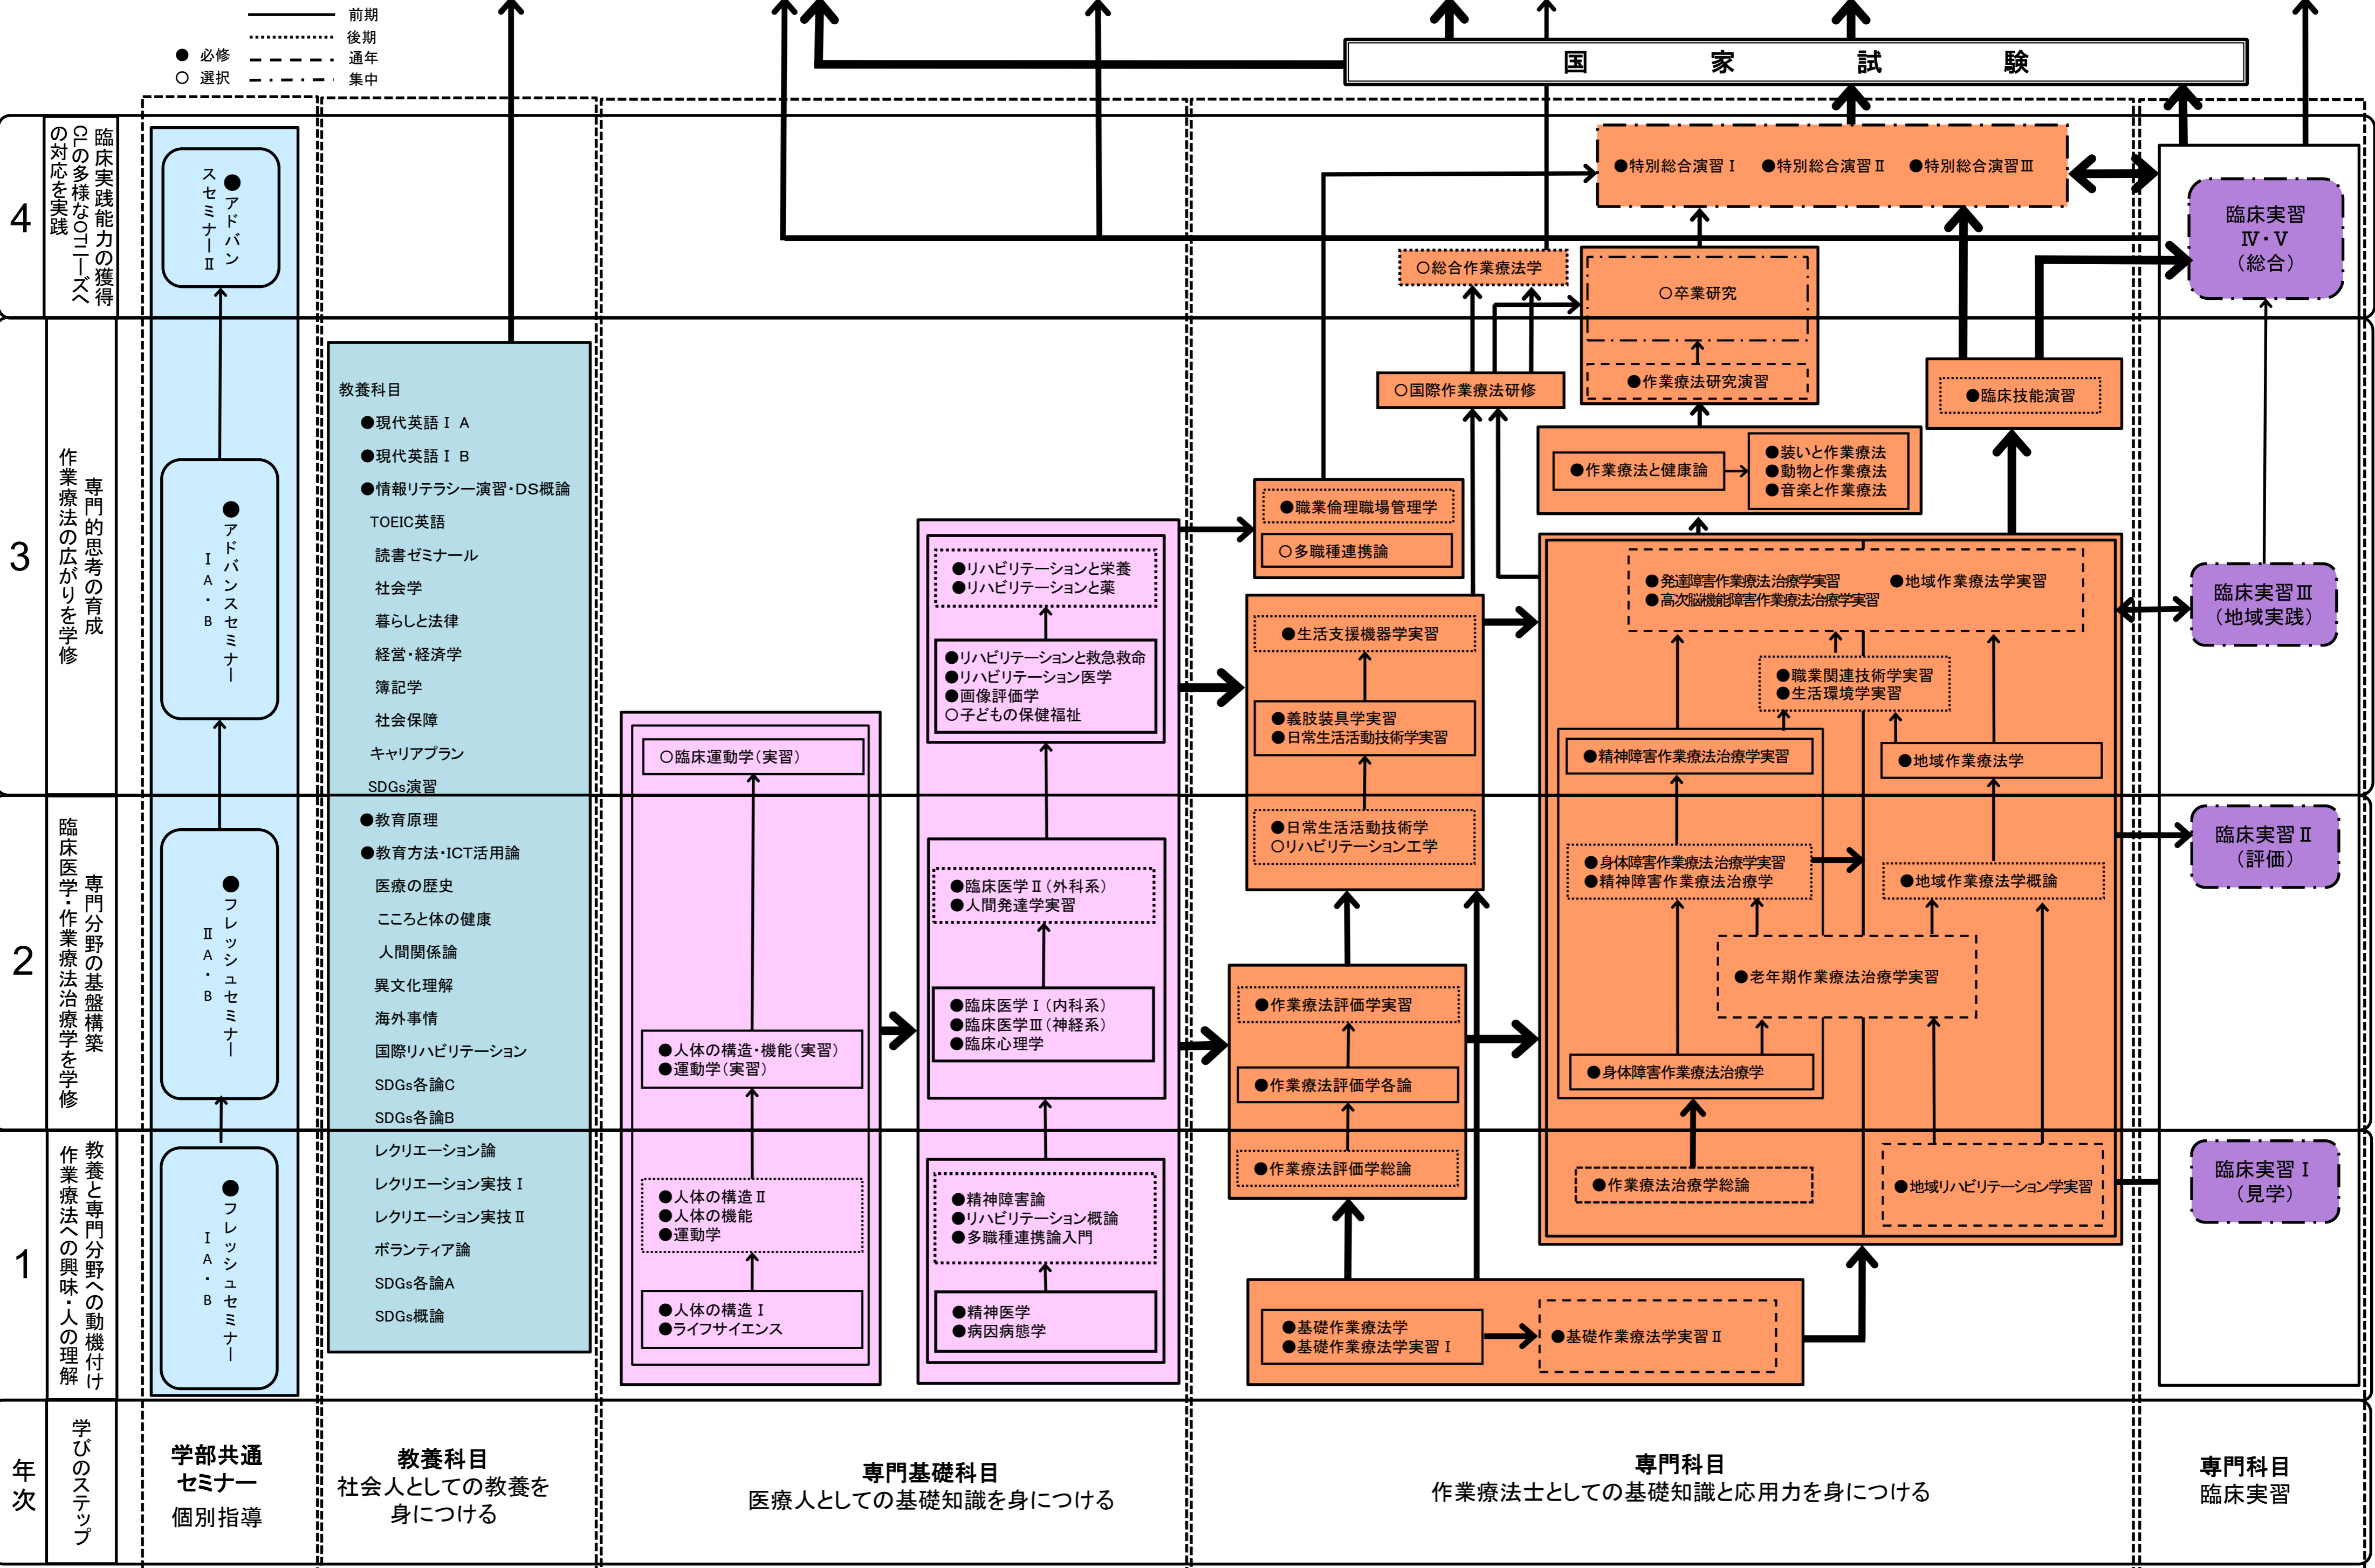 前期
後期
● 必修
通年
○ 選択
集中
国家試験
4
臨床実践能力の獲得
CLの多様なOTニーズへ
の対応を実践
●アドバン
スセミナーⅡ
●特別総合演習Ⅰ ●特別総合演習Ⅱ ●特別総合演習Ⅲ
臨床実習
Ⅳ・Ⅴ
（総合）
○総合作業療法学
○卒業研究
3
専門的思考の育成
作業療法の広がりを学修
●アドバンスセミナー
ⅠA・B
教養科目
●現代英語Ⅰ A
●現代英語Ⅰ B
●情報リテラシー演習・DS概論
TOEIC英語
読書ゼミナール
社会学
暮らしと法律
経営・経済学
簿記学
社会保障
キャリアプラン
SDGs演習
●教育原理
●教育方法・ICT活用論
医療の歴史
こころと体の健康
人間関係論
異文化理解
海外事情
国際リハビリテーション
SDGs各論C
SDGs各論B
レクリエーション論
レクリエーション実技Ⅰ
レクリエーション実技Ⅱ
ボランティア論
SDGs各論A
SDGs概論
○臨床運動学（実習）
●リハビリテーションと栄養
●リハビリテーションと薬
●リハビリテーションと救急救命
●リハビリテーション医学
●画像評価学
○子どもの保健福祉
○国際作業療法研修
●作業療法研究演習
●臨床技能演習
●作業療法と健康論
●装いと作業療法
●動物と作業療法
●音楽と作業療法
●職業倫理職場管理学
○多職種連携論
●生活支援機器学実習
●義肢装具学実習
●日常生活活動技術学実習
●発達障害作業療法治療学実習
●高次脳機能障害作業療法治療学実習
●地域作業療法学実習
●職業関連技術学実習
●生活環境学実習
●精神障害作業療法治療学実習
●地域作業療法学
臨床実習Ⅲ
（地域実践）
2
専門分野の基盤構築
臨床医学・作業療法治療学を学修
●フレッシュセミナー
ⅡA・B
●人体の構造・機能（実習）
●運動学（実習）
●臨床医学Ⅱ（外科系）
●人間発達学実習
●臨床医学Ⅰ（内科系）
●臨床医学Ⅲ（神経系）
●臨床心理学
●日常生活活動技術学
○リハビリテーション工学
●作業療法評価学実習
●作業療法評価学各論
●身体障害作業療法治療学実習
●精神障害作業療法治療学
●地域作業療法学概論
●老年期作業療法治療学実習
●身体障害作業療法治療学
臨床実習Ⅱ
（評価）
1
教養と専門分野への動機付け
作業療法への興味・人の理解
●フレッシュセミナー
ⅠA・B
●人体の構造Ⅱ
●人体の機能
●運動学
●人体の構造Ⅰ
●ライフサイエンス
●精神障害論
●リハビリテーション概論
●多職種連携論入門
●精神医学
●病因病態学
●作業療法評価学総論
●作業療法治療学総論
●地域リハビリテーション学実習
●基礎作業療法学
●基礎作業療法学実習Ⅰ
●基礎作業療法学実習Ⅱ
臨床実習Ⅰ
（見学）
年次
学びのステップ
学部共通
セミナー
個別指導
教養科目
社会人としての教養を
身につける
専門基礎科目
医療人としての基礎知識を身につける
専門科目
作業療法士としての基礎知識と応用力を身につける
専門科目
臨床実習